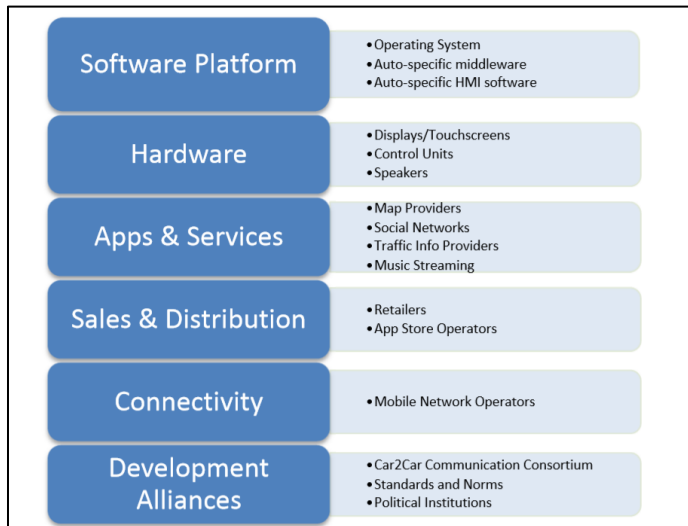 Software Platform
•Operating System
•Auto-specific middleware
•Auto-specific HMI software
Hardware
•Displays/Touchscreens
•Control Units
•Speakers
Apps & Services
•Map Providers
•Social Networks
•Traffic Info Providers
•Music Streaming
Sales & Distribution
•Retailers
•App Store Operators
Connectivity
•Mobile Network Operators
Development
Alliances
•Car2Car Communication Consortium
•Standards and Norms
•Political Institutions